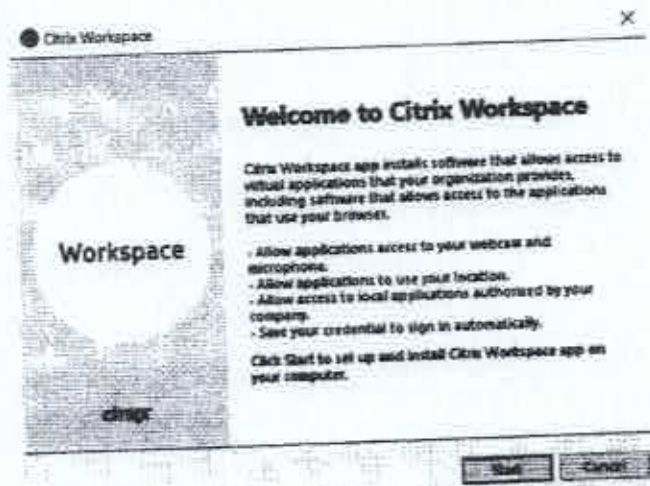 Citrix Workspace
Welcome to Citrix Workspace
Citrix Workspace app installs software that allows access to
virtual applications that your organization provides,
including software that allows access to the applications
that use your browser.
- Allow applications access to your webcam and
microphone.
- Allow applications to use your location.
- Allow access to local applications authorized by your
company.
- Save your credential to sign in automatically.
Click Start to set up and install Citrix Workspace app on
your computer.
Workspace
citrix
Start
Cancel